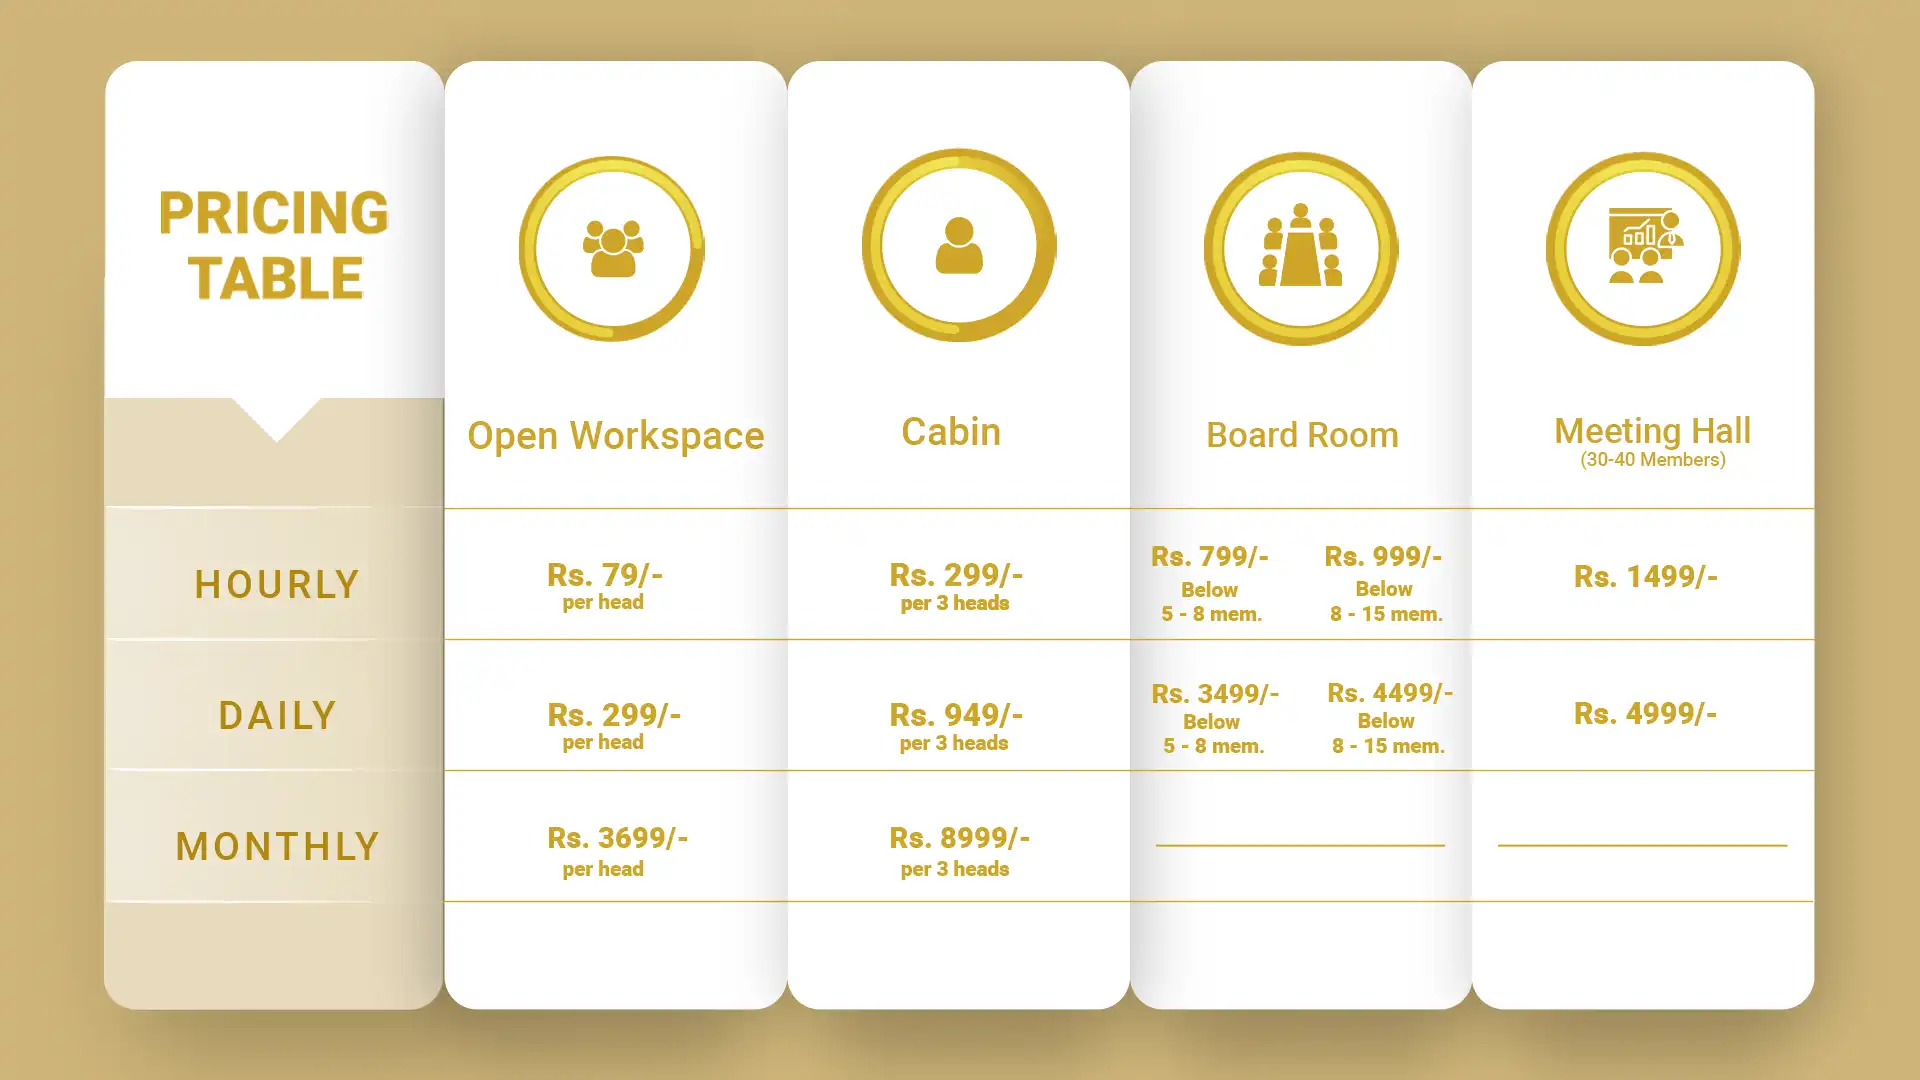 PRICING
TABLE
Open Workspace
Cabin
Board Room
Meeting Hall
(30-40 Members)
HOURLY
Rs. 79/-
per head
Rs. 299/-
per 3 heads
Rs. 799/-
Below
5 - 8 mem.
Rs. 999/-
Below
8 - 15 mem.
Rs. 1499/-
DAILY
Rs. 299/-
per head
Rs. 949/-
per 3 heads
Rs. 3499/-
Below
5 - 8 mem.
Rs. 4499/-
Below
8 - 15 mem.
Rs. 4999/-
MONTHLY
Rs. 3699/-
per head
Rs. 8999/-
per 3 heads